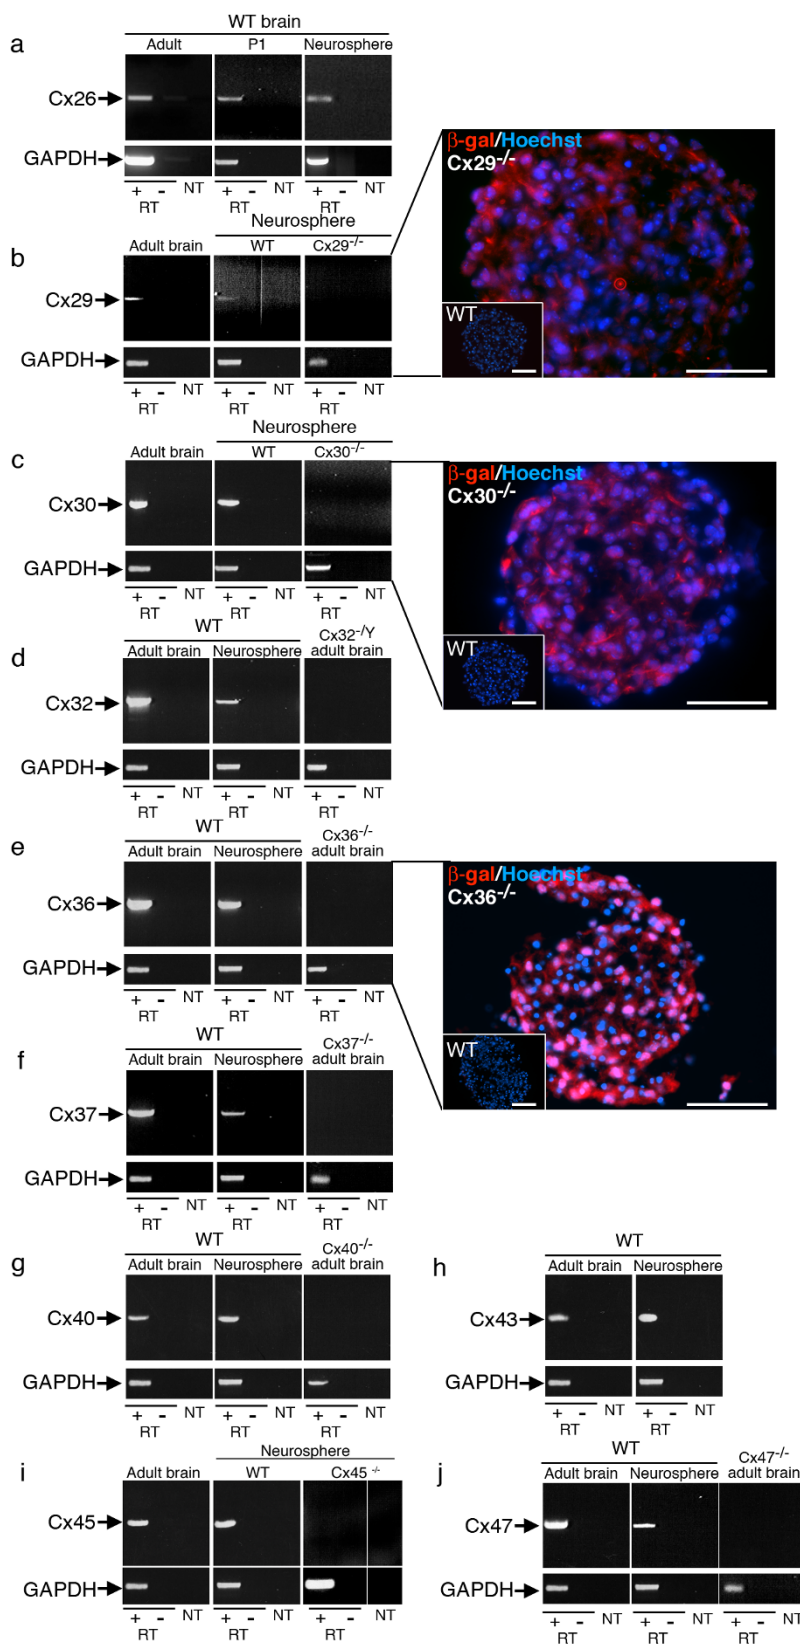 a
WT brain
Adult P1 Neurosphere
Cx26
GAPDH
+ - NT + - NT + - NT
RT RT RT
b
Neurosphere
Adult brain WT Cx29-/-
Cx29
GAPDH
+ - NT + - NT + - NT
RT RT RT
β-gal/Hoechst
Cx29-/-
WT
c
Neurosphere
Adult brain WT Cx30-/-
Cx30
GAPDH
+ - NT + - NT + - NT
RT RT RT
β-gal/Hoechst
Cx30-/-
WT
d
WT
Adult brain Neurosphere
Cx32-/Y
adult brain
Cx32
GAPDH
+ - NT + - NT + - NT
RT RT RT
e
WT
Adult brain Neurosphere
Cx36-/-
adult brain
Cx36
GAPDH
+ - NT + - NT + - NT
RT RT RT
β-gal/Hoechst
Cx36-/-
WT
f
WT
Adult brain Neurosphere
Cx37-/-
adult brain
Cx37
GAPDH
+ - NT + - NT + - NT
RT RT RT
g
WT
Adult brain Neurosphere
Cx40-/-
adult brain
Cx40
GAPDH
+ - NT + - NT + - NT
RT RT RT
h
WT
Adult brain Neurosphere
Cx43
GAPDH
+ - NT + - NT
RT RT
i
Neurosphere
Adult brain WT Cx45 -/-
Cx45
GAPDH
+ - NT + - NT + - NT
RT RT RT
j
WT
Adult brain Neurosphere
Cx47-/-
adult brain
Cx47
GAPDH
+ - NT + - NT + - NT
RT RT RT